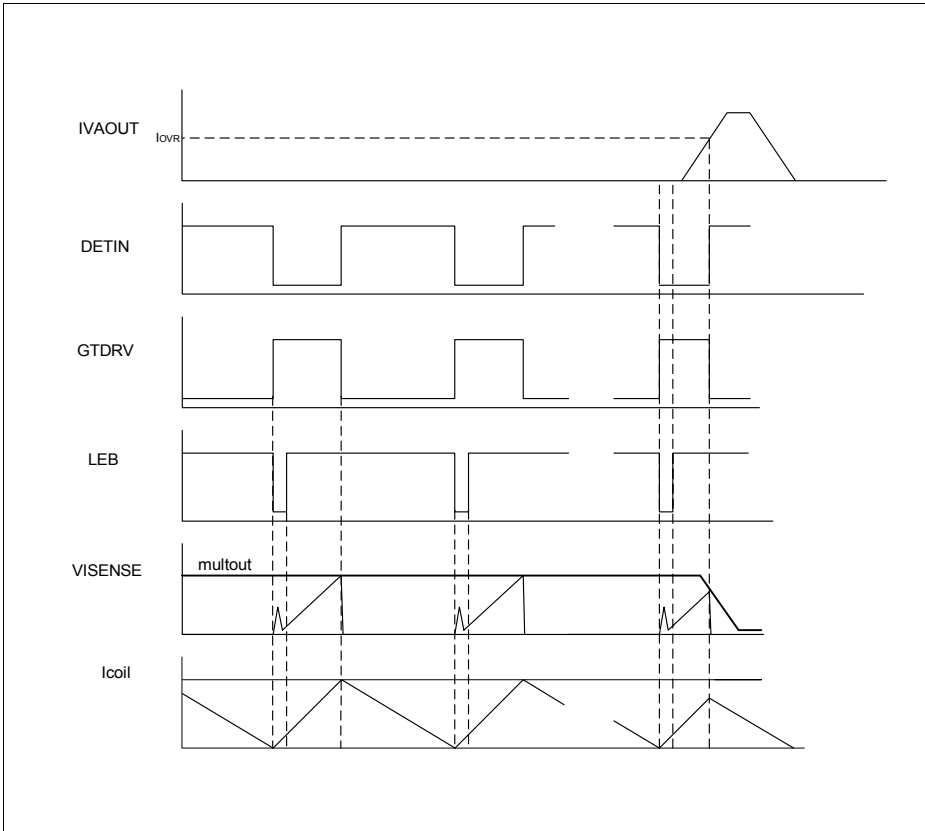 IVAOUT
IOVR
DETIN
GTDRV
LEB
VISENSE
multout
Icoil